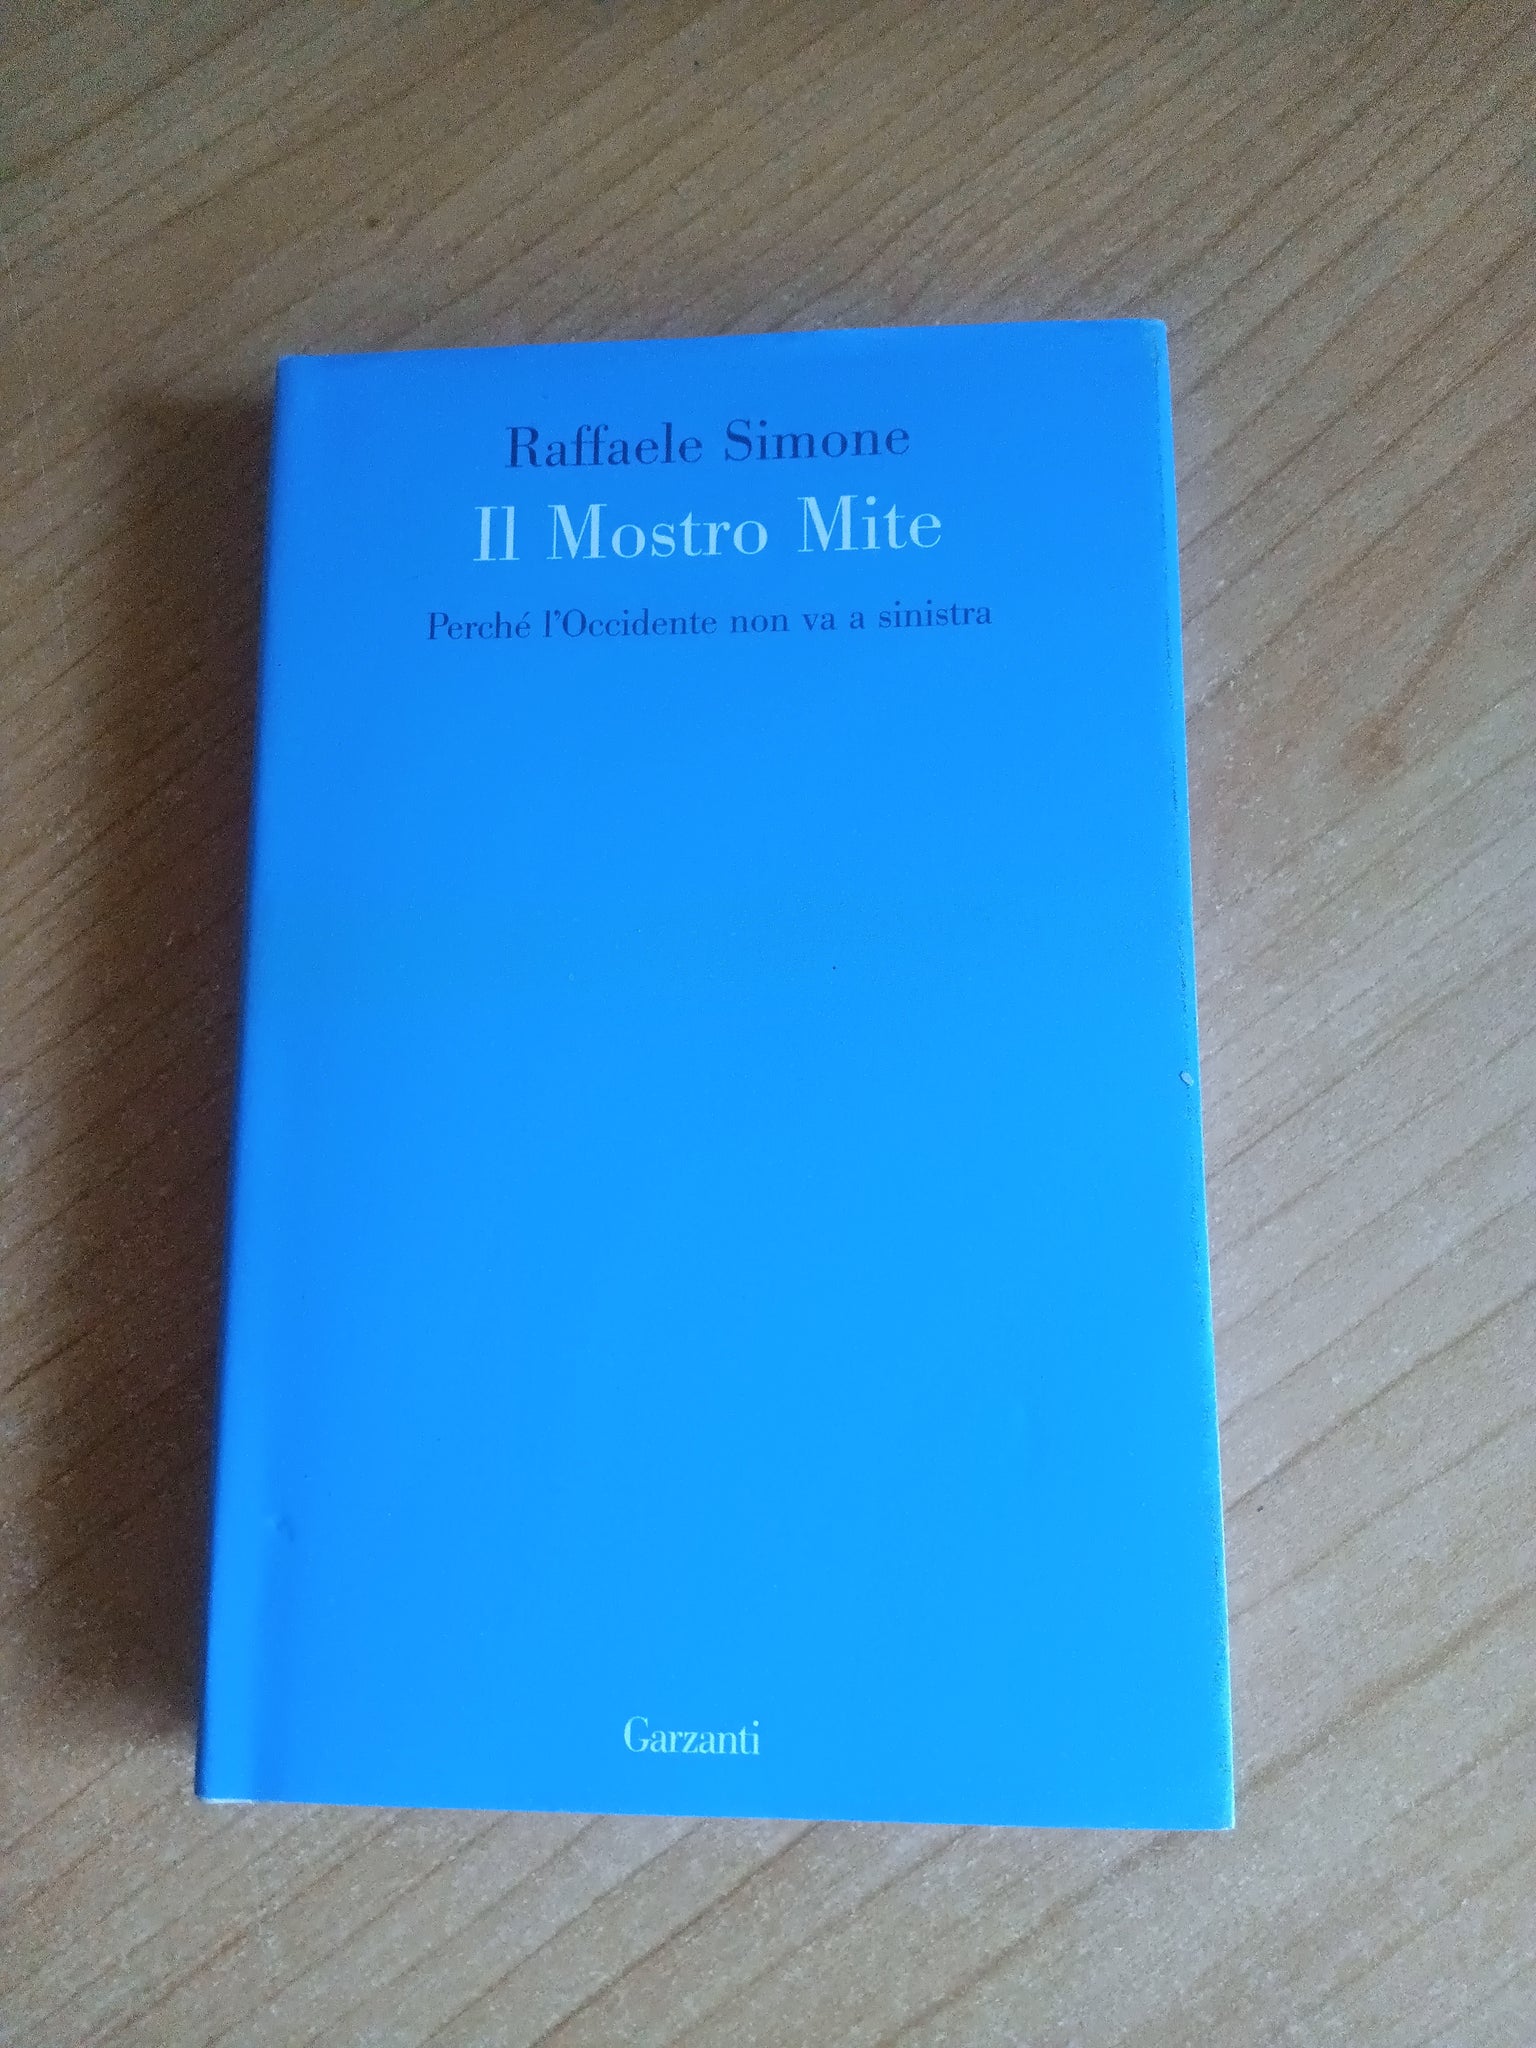 Raffaele Simone
Il Mostro Mite
Perché l'Occidente non va a sinistra
Garzanti